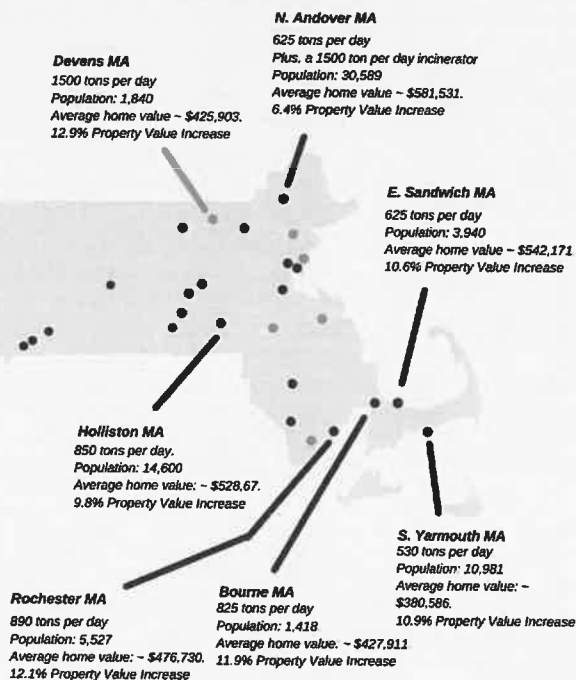 N. Andover MA
625 tons per day
Plus, a 1500 ton per day incinerator
Population: 30,589
Average home value ~ $581,531.
6.4% Property Value Increase
Devens MA
1500 tons per day
Population: 1,840
Average home value ~ $425,903.
12.9% Property Value Increase
E. Sandwich MA
625 tons per day
Population: 3,940
Average home value ~ $542,171
10.6% Property Value Increase
Holliston MA
850 tons per day.
Population: 14,600
Average home value: ~ $528,67.
9.8% Property Value Increase
S. Yarmouth MA
530 tons per day
Population: 10,981
Average home value: ~
$380,586.
10.9% Property Value Increase
Rochester MA
890 tons per day
Population: 5,527
Average home value: ~ $476,730.
12.1% Property Value Increase
Bourne MA
825 tons per day
Population: 1,418
Average home value. ~ $427,911
11.9% Property Value Increase